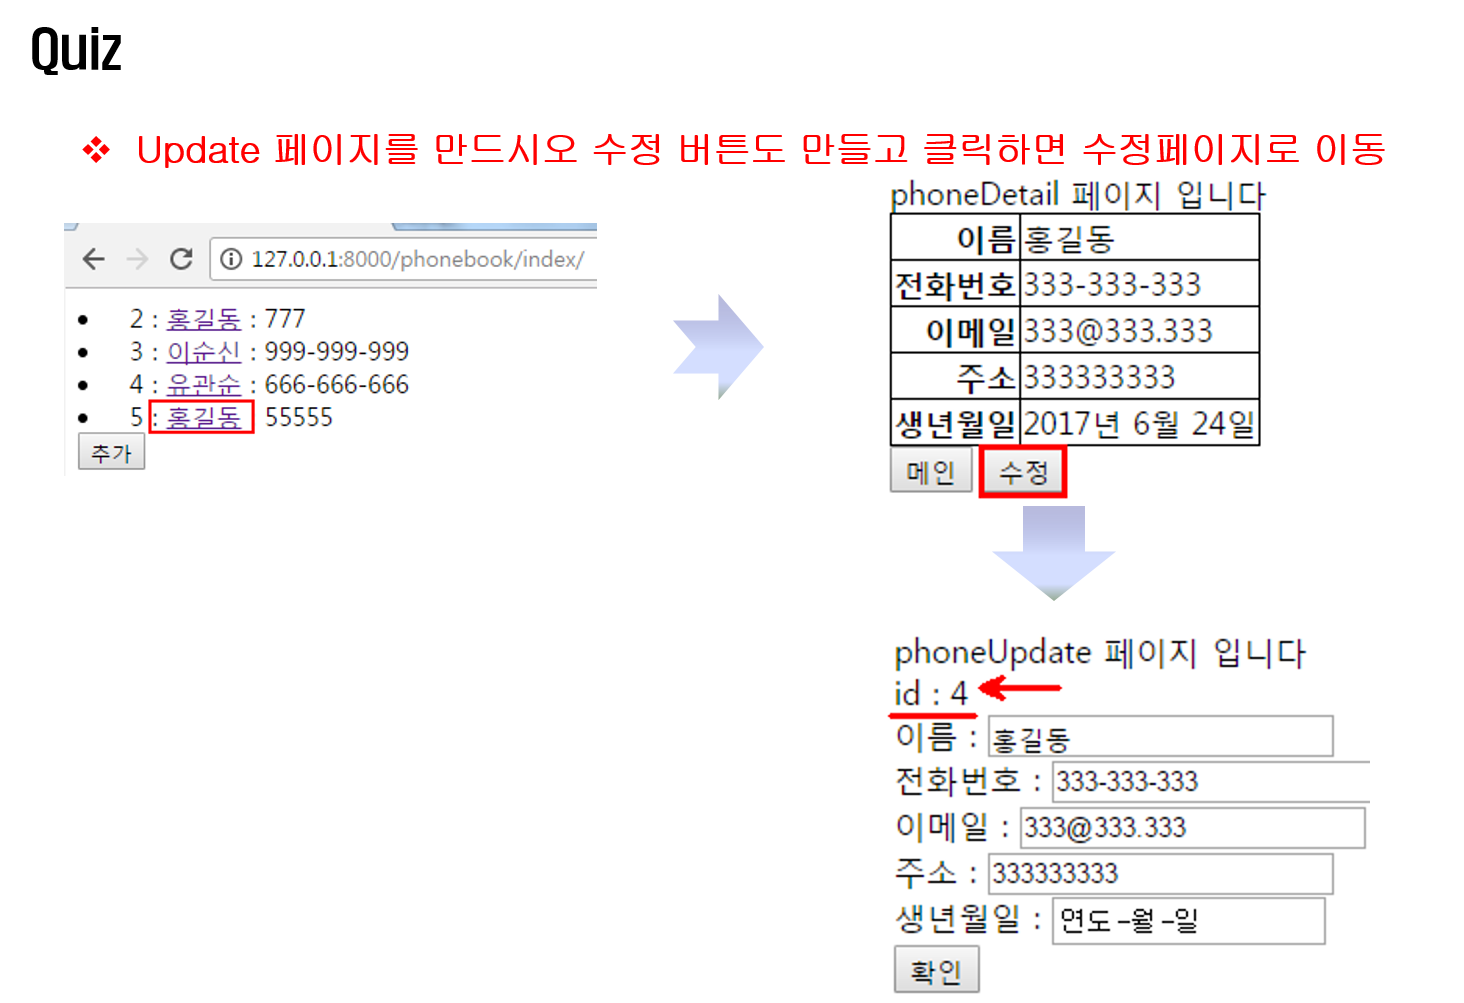 Quiz
❖ Update 페이지를 만드시오 수정 버튼도 만들고 클릭하면 수정페이지로 이동
127.0.0.1:8000/phonebook/index/
• 2 : 홍길동 : 777
• 3 : 이순신 : 999-999-999
• 4 : 유관순 : 666-666-666
• 5 : 홍길동 55555
추가
phoneDetail 페이지 입니다
이름 홍길동
전화번호 333-333-333
이메일 333@333.333
주소 333333333
생년월일 2017년 6월 24일
메인 수정
phoneUpdate 페이지 입니다
id : 4
이름 : 홍길동
전화번호 : 333-333-333
이메일 : 333@333.333
주소 : 333333333
생년월일 : 연도-월-일
확인